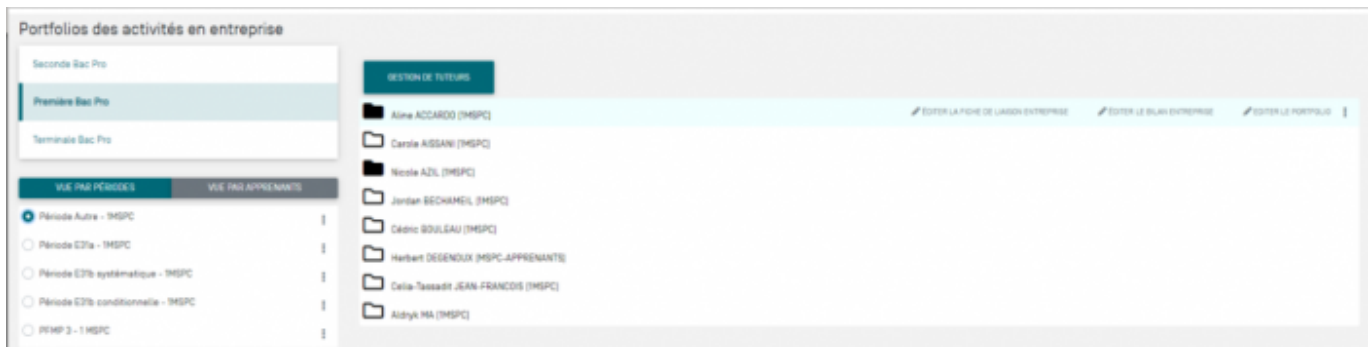 Portfolios des activités en entreprise
Seconde Bac Pro
Première Bac Pro
Terminale Bac Pro
VUE PAR PÉRIODES VUE PAR APPRENANTS
Période Autre - 1MSPC
Période E31a - 1MSPC
Période E31b systématique - 1MSPC
Période E31b conditionnelle - 1MSPC
PFMP 3 - 1 MSPC
GESTION DE TUTEURS
Aline ACCARDO (1MSPC) ÉDITER LA FICHE DE LIAISON ENTREPRISE ÉDITER LE BILAN ENTREPRISE EDITER LE PORTFOLIO
Carole AISSANI (1MSPC)
Nicole AZIL (1MSPC)
Jordan BECHAMEIL (1MSPC)
Cédric BOULEAU (1MSPC)
Herbert DEGENOUX (MSPC-APPRENANTS)
Celia-Tassadit JEAN-FRANCOIS (1MSPC)
Aldryk MA (1MSPC)